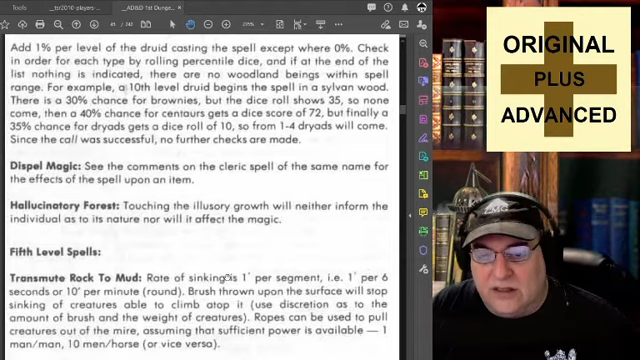 _tsr2010-players-...
AD&D 1st Dunge...
ORIGINAL
PLUS
ADVANCED
Add 1% per level of the druid casting the spell except where 0%. Check
in order for each type by rolling percentile dice, and if at the end of the
list nothing is indicated, there are no woodland beings within spell
range. For example, a 10th level druid begins the spell in a sylvan wood.
There is a 30% chance for brownies, but the dice roll shows 35, so none
come, then a 40% chance for centaurs gets a dice score of 72, but finally a
35% chance for dryads gets a dice roll of 10, so from 1-4 dryads will come.
Since the call was successful, no further checks are made.
Dispel Magic: See the comments on the cleric spell of the same name for
the effects of the spell upon an item.
Hallucinatory Forest: Touching the illusory growth will neither inform the
individual as to its nature nor will it affect the magic.
Fifth Level Spells:
Transmute Rock To Mud: Rate of sinking is 1' per segment, i.e. 1' per 6
seconds or 10' per minute (round). Brush thrown upon the surface will stop
sinking of creatures able to climb atop it (use discretion as to the
amount of brush and the weight of creatures). Ropes can be used to pull
creatures out of the mire, assuming that sufficient power is available — 1
man/man, 10 men/horse (or vice versa).